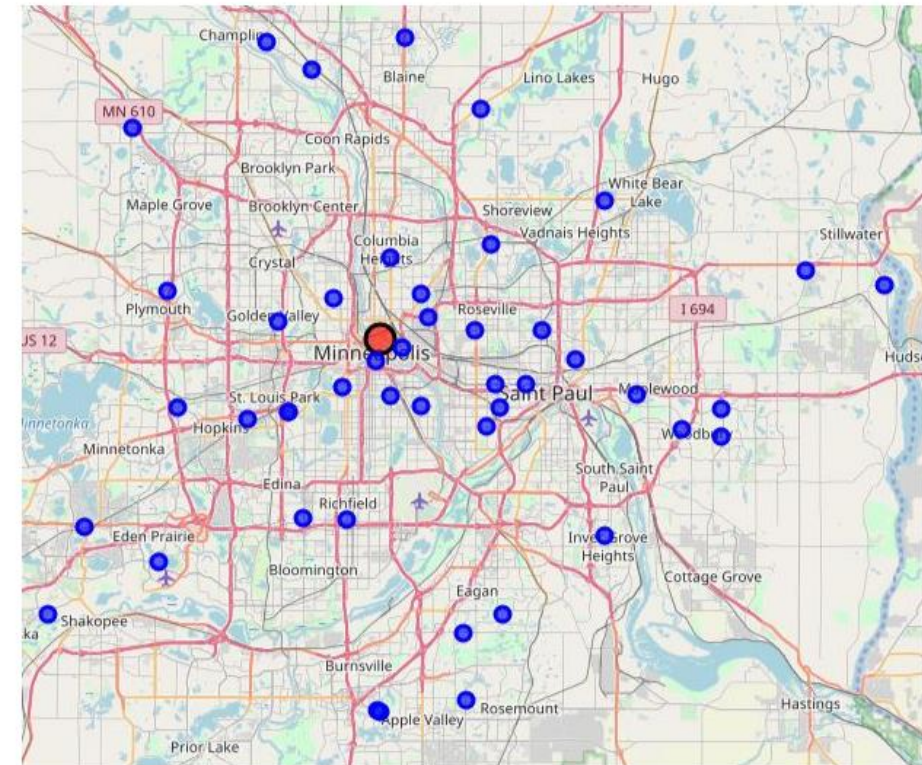 Champlin
Blaine
Lino Lakes
Hugo
MN 610
Coon Rapids
Brooklyn Park
Maple Grove
Brooklyn Center
White Bear
Lake
Shoreview
Vadnais Heights
Stillwater
Columbia
Heights
Crystal
Plymouth
Golden Valley
Roseville
I 694
US 12
Minneapolis
Huds
St. Louis Park
Saint Paul
Maplewood
Hopkins
Woodbury
Minnetonka
South Saint
Paul
Edina
Richfield
Eden Prairie
Inver Grove
Heights
Bloomington
Cottage Grove
Eagan
Shakopee
ka
Burnsville
Apple Valley
Rosemount
Hastings
Prior Lake